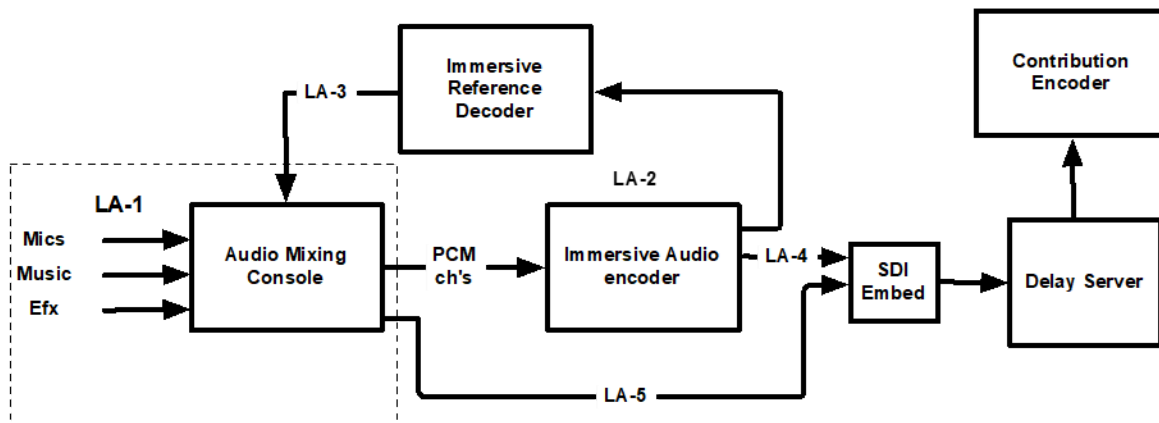 Immersive
Reference
Decoder
Contribution
Encoder
LA-3
LA-2
LA-1
Mics
Music
Efx
Audio Mixing
Console
PCM
ch's
Immersive Audio
encoder
LA-4
SDI
Embed
Delay Server
LA-5